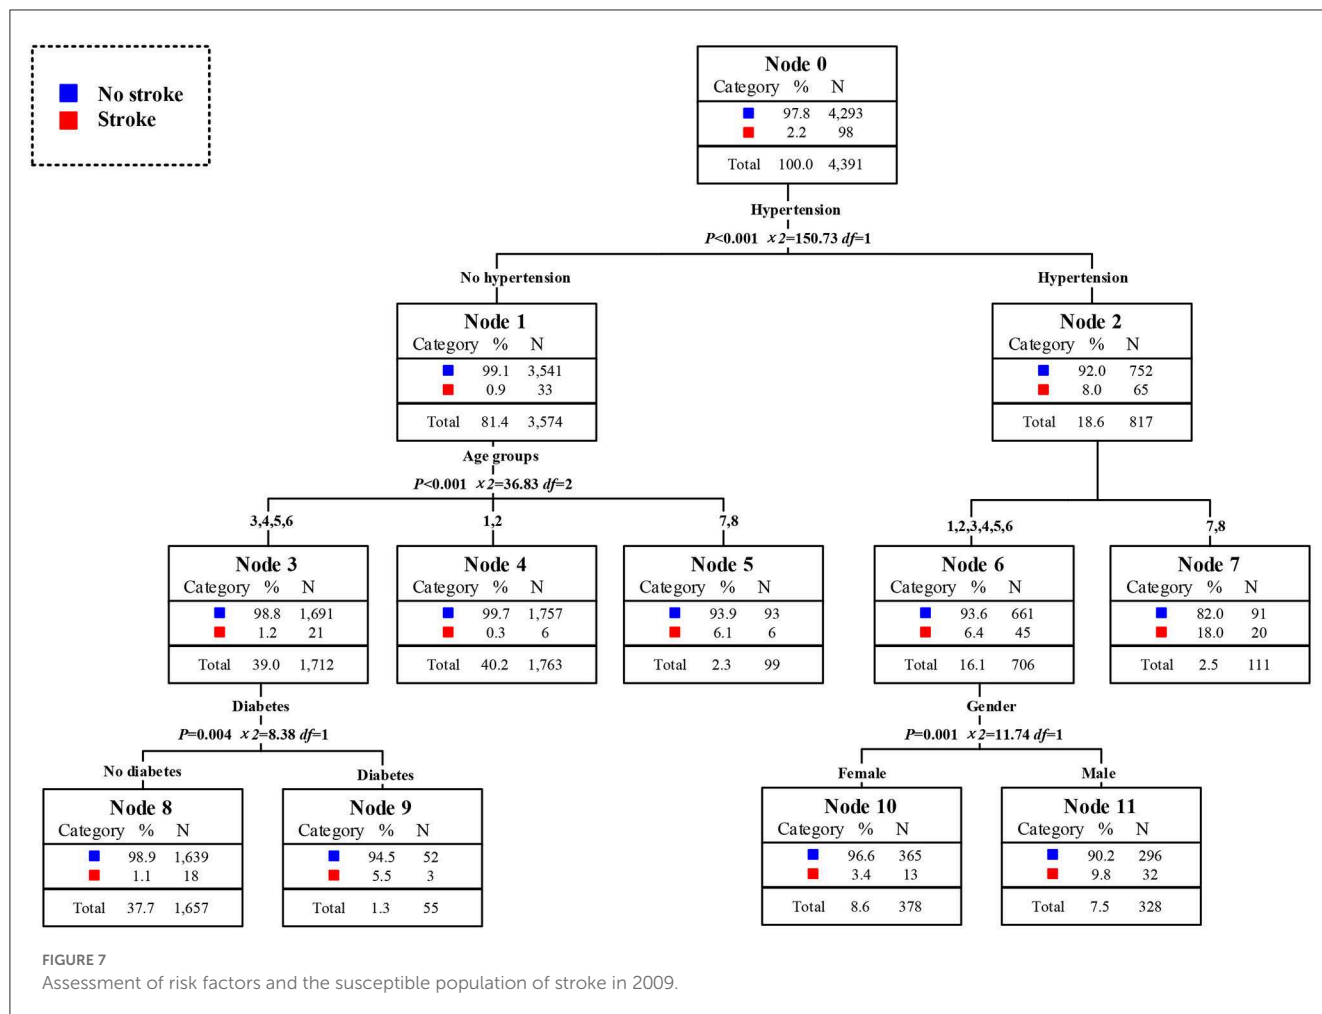 No stroke
Stroke
Node 0
Category % N
97.8 4,293
2.2 98
Total 100.0 4,391
Hypertension
P<0.001 x2=150.73 df=1
No hypertension
Hypertension
Node 1
Category % N
99.1 3,541
0.9 33
Total 81.4 3,574
Node 2
Category % N
92.0 752
8.0 65
Total 18.6 817
Age groups
P<0.001 x2=36.83 df=2
3,4,5,6
1,2
7,8
1,2,3,4,5,6
7,8
Node 3
Category % N
98.8 1,691
1.2 21
Total 39.0 1,712
Node 4
Category % N
99.7 1,757
0.3 6
Total 40.2 1,763
Node 5
Category % N
93.9 93
6.1 6
Total 2.3 99
Node 6
Category % N
93.6 661
6.4 45
Total 16.1 706
Node 7
Category % N
82.0 91
18.0 20
Total 2.5 111
Diabetes
P=0.004 x2=8.38 df=1
Gender
P=0.001 x2=11.74 df=1
No diabetes
Diabetes
Female
Male
Node 8
Category % N
98.9 1,639
1.1 18
Total 37.7 1,657
Node 9
Category % N
94.5 52
5.5 3
Total 1.3 55
Node 10
Category % N
96.6 365
3.4 13
Total 8.6 378
Node 11
Category % N
90.2 296
9.8 32
Total 7.5 328
FIGURE 7
Assessment of risk factors and the susceptible population of stroke in 2009.